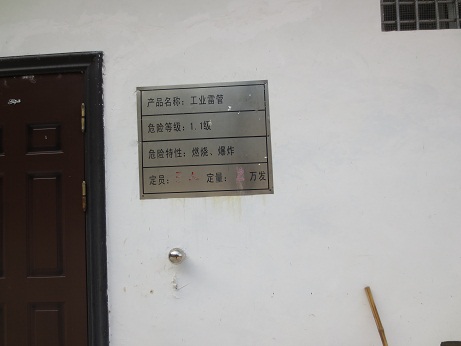 产品名称：工业雷管
危险等级：1.1级
危险特性：燃烧、爆炸
定员： 定量： 万发